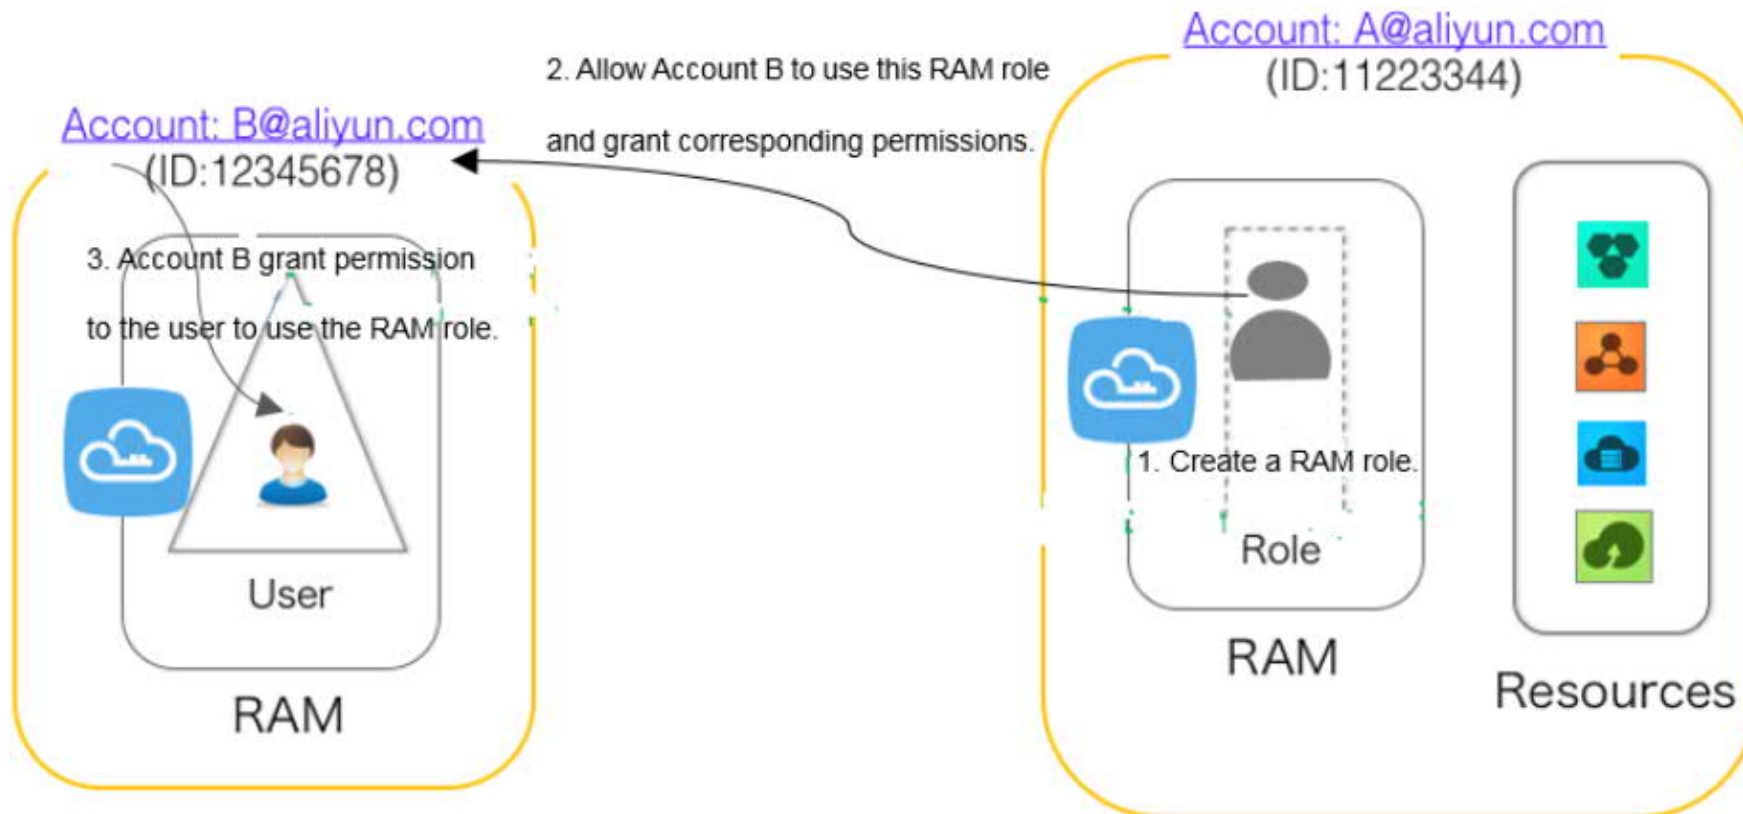 Account: A@aliyun.com
(ID:11223344)
2. Allow Account B to use this RAM role
and grant corresponding permissions.
Account: B@aliyun.com
(ID:12345678)
3. Account B grant permission
to the user to use the RAM role.
1. Create a RAM role.
User
Role
RAM
RAM
Resources